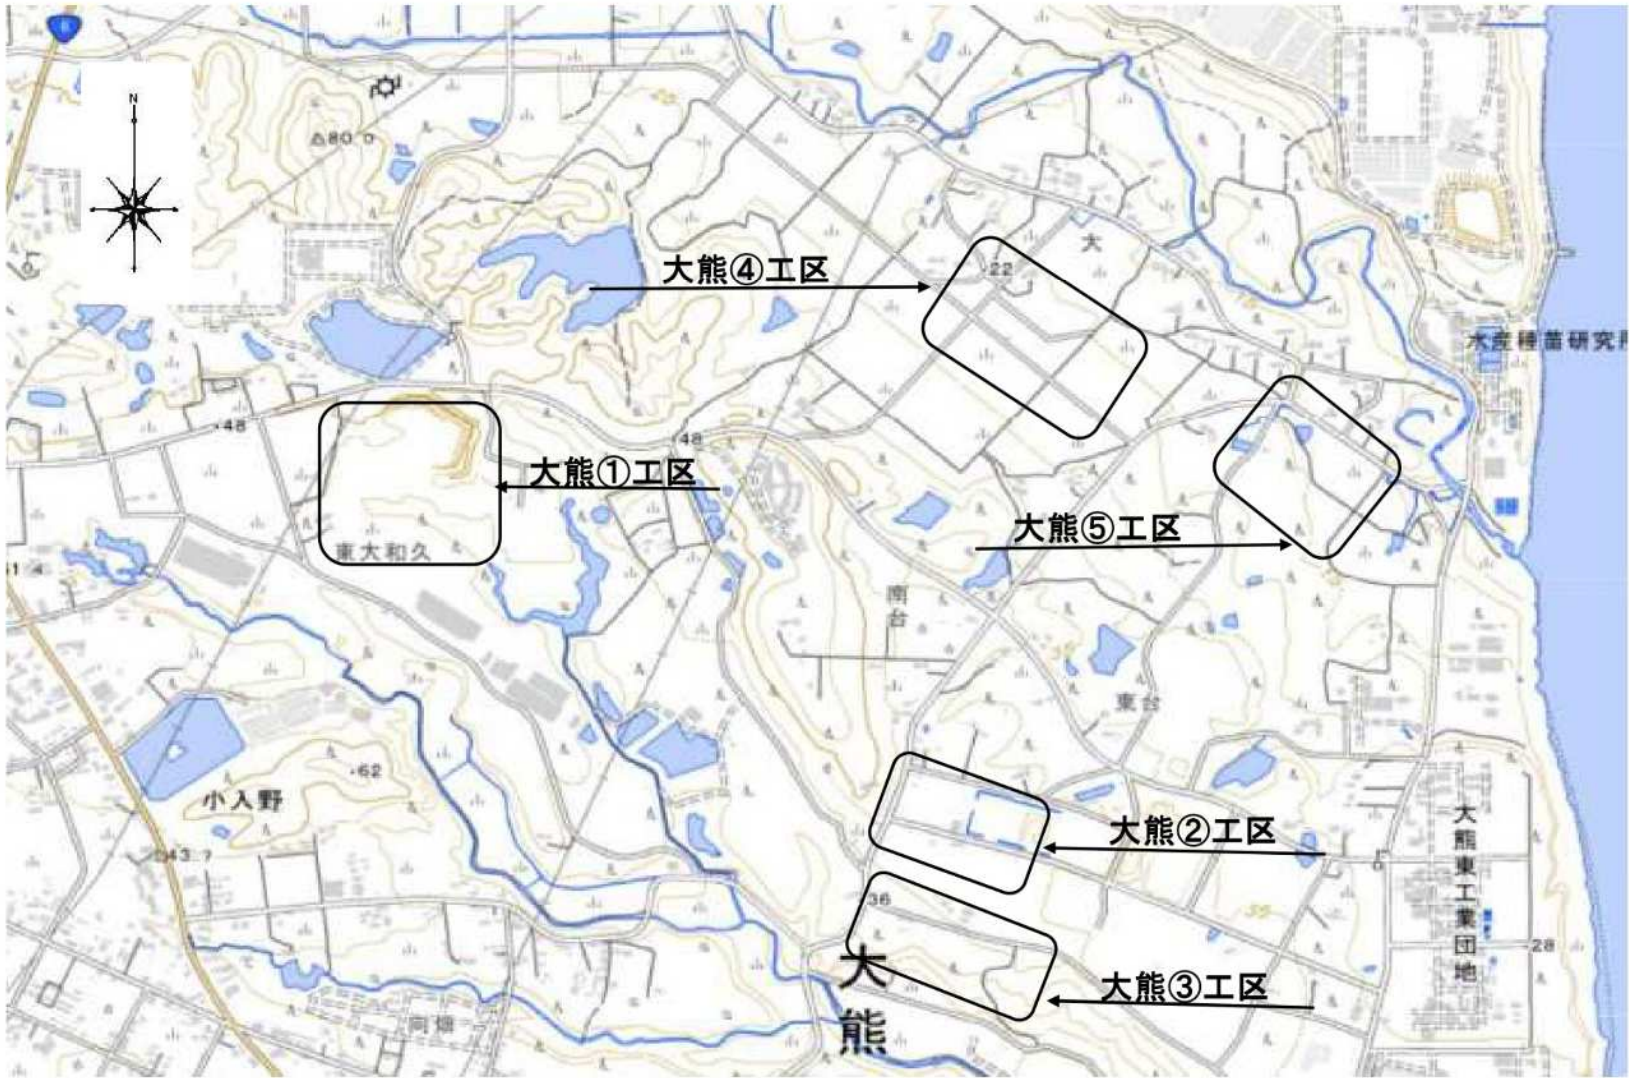 6
N
80
大熊④工区
22
大
水産種苗研究所
48
48
大熊①工区
東大和久
大熊⑤工区
南台
35
東台
62
小入野
大熊②工区
43.7
大熊東工業団地
36
35
28
大熊③工区
大熊
向畑